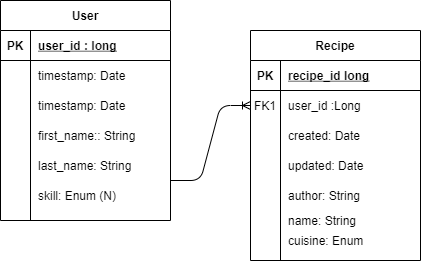 User
PK user_id : long
timestamp: Date
timestamp: Date
first_name:: String
last_name: String
skill: Enum (N)
Recipe
PK recipe_id long
FK1 user_id :Long
created: Date
updated: Date
author: String
name: String
cuisine: Enum